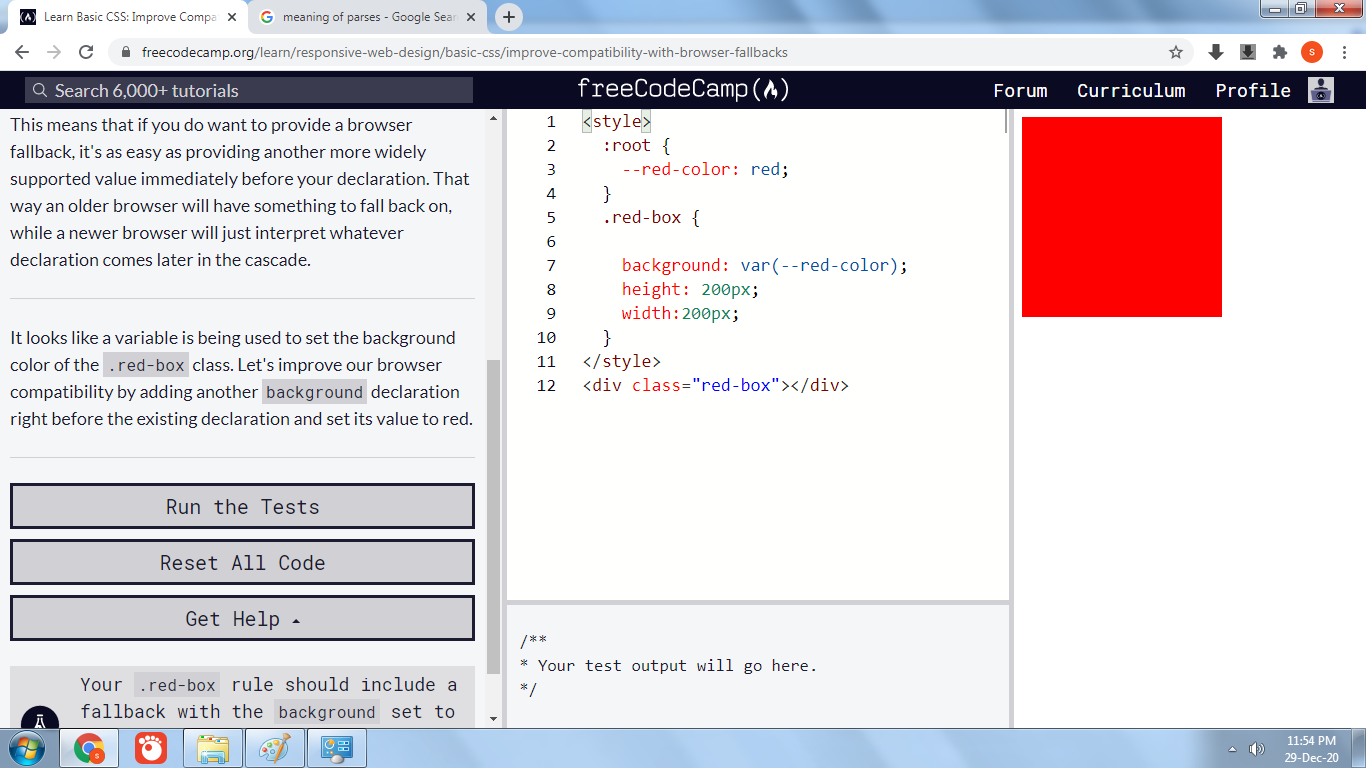 Learn Basic CSS: Improve Compa
meaning of parses - Google Sear
freecodecamp.org/learn/responsive-web-design/basic-css/improve-compatibility-with-browser-fallbacks
S
Search 6,000+ tutorials
freeCodeCamp
Forum
Curriculum
Profile
This means that if you do want to provide a browser
fallback, it's as easy as providing another more widely
supported value immediately before your declaration. That
way an older browser will have something to fall back on,
while a newer browser will just interpret whatever
declaration comes later in the cascade.
It looks like a variable is being used to set the background
color of the .red-box class. Let's improve our browser
compatibility by adding another background declaration
right before the existing declaration and set its value to red.
Run the Tests
Reset All Code
Get Help
Your .red-box rule should include a
fallback with the background set to
1 <style>
2 :root {
3 --red-color: red;
4 }
5 .red-box {
6
7 background: var(--red-color);
8 height: 200px;
9 width:200px;
10 }
11 </style>
12 <div class="red-box"></div>
/**
* Your test output will go here.
*/
S
11:54 PM
29-Dec-20